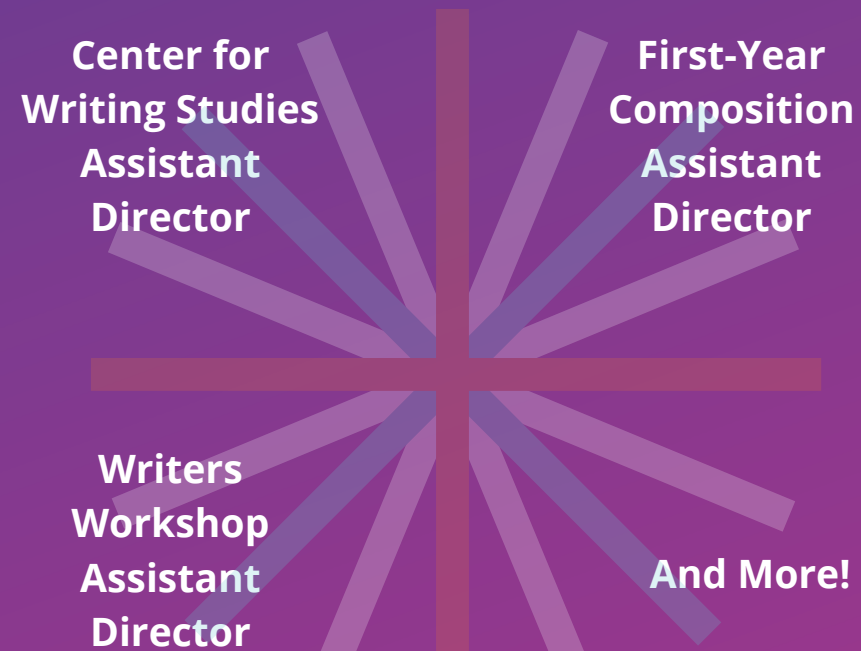 Center for
Writing Studies
Assistant
Director
First-Year
Composition
Assistant
Director
Writers
Workshop
Assistant
Director
And More!